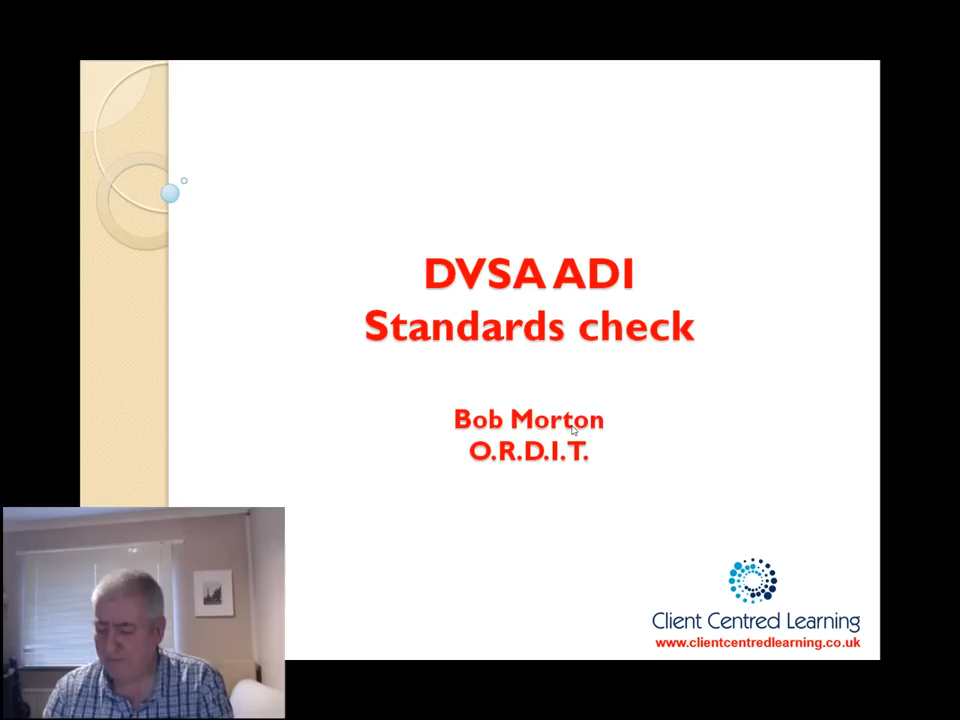 DVSA ADI
Standards check
Bob Morton
O.R.D.I.T.
Client Centred Learning
www.clientcentredlearning.co.uk